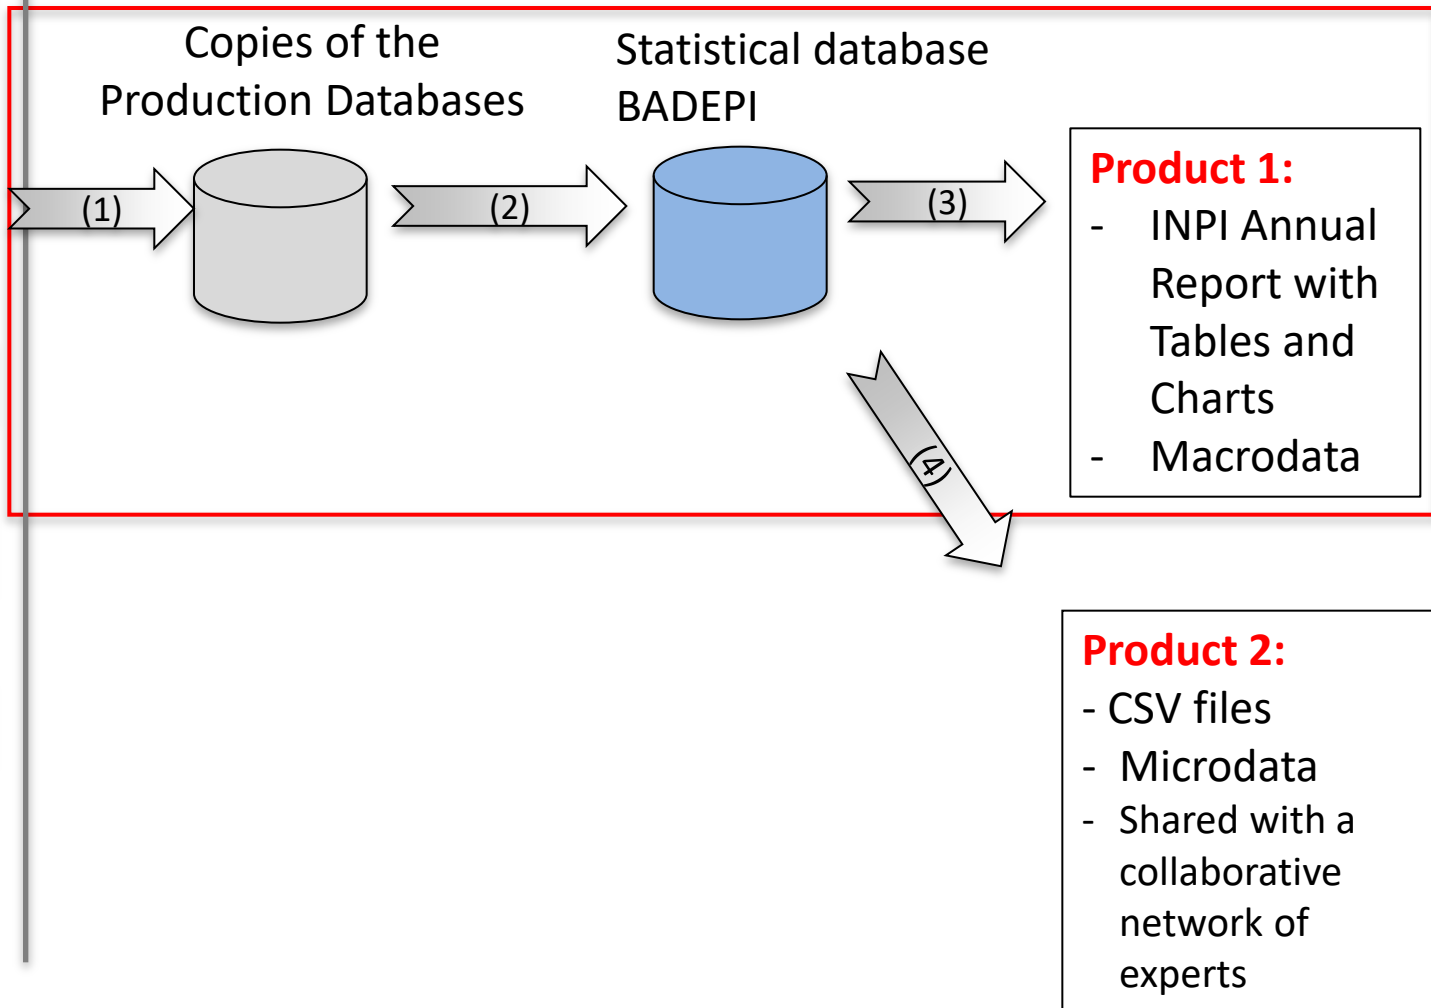 Copies of the
Production Databases
Statistical database
BADEPI
(1)
(2)
(3)
(4)
Product 1:
- INPI Annual
Report with
Tables and
Charts
- Macrodata
Product 2:
- CSV files
- Microdata
- Shared with a
collaborative
network of
experts